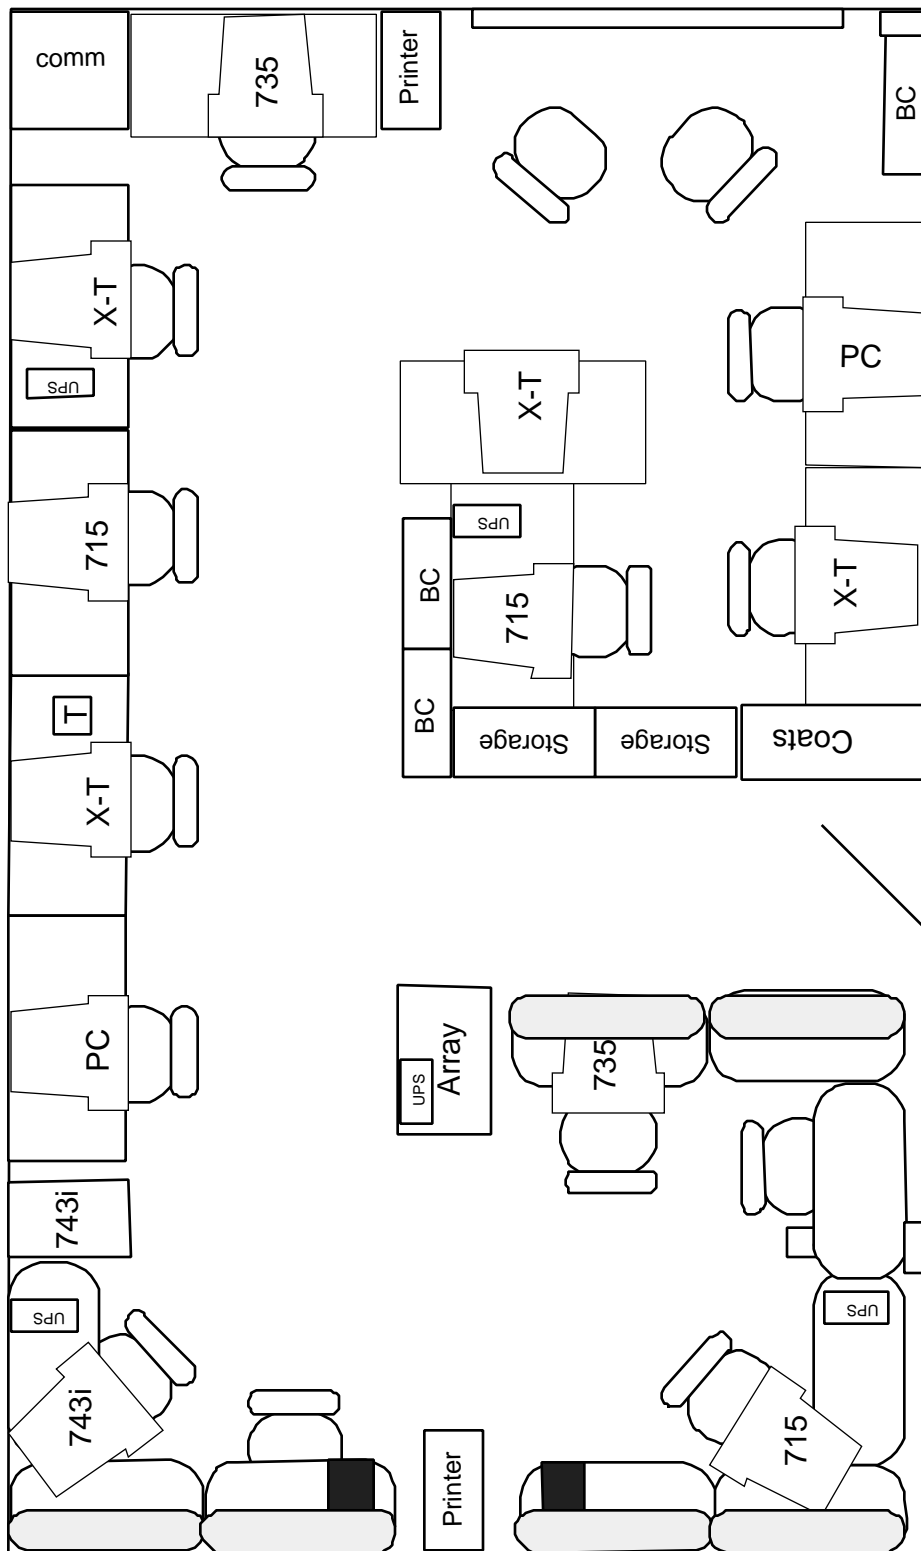 comm
735
Printer
BC
X-T
UPS
PC
X-T
715
UPS
BC
715
X-T
T
BC
Storage
Storage
Coats
X-T
PC
Array
UPS
735
743i
UPS
UPS
743i
715
Printer